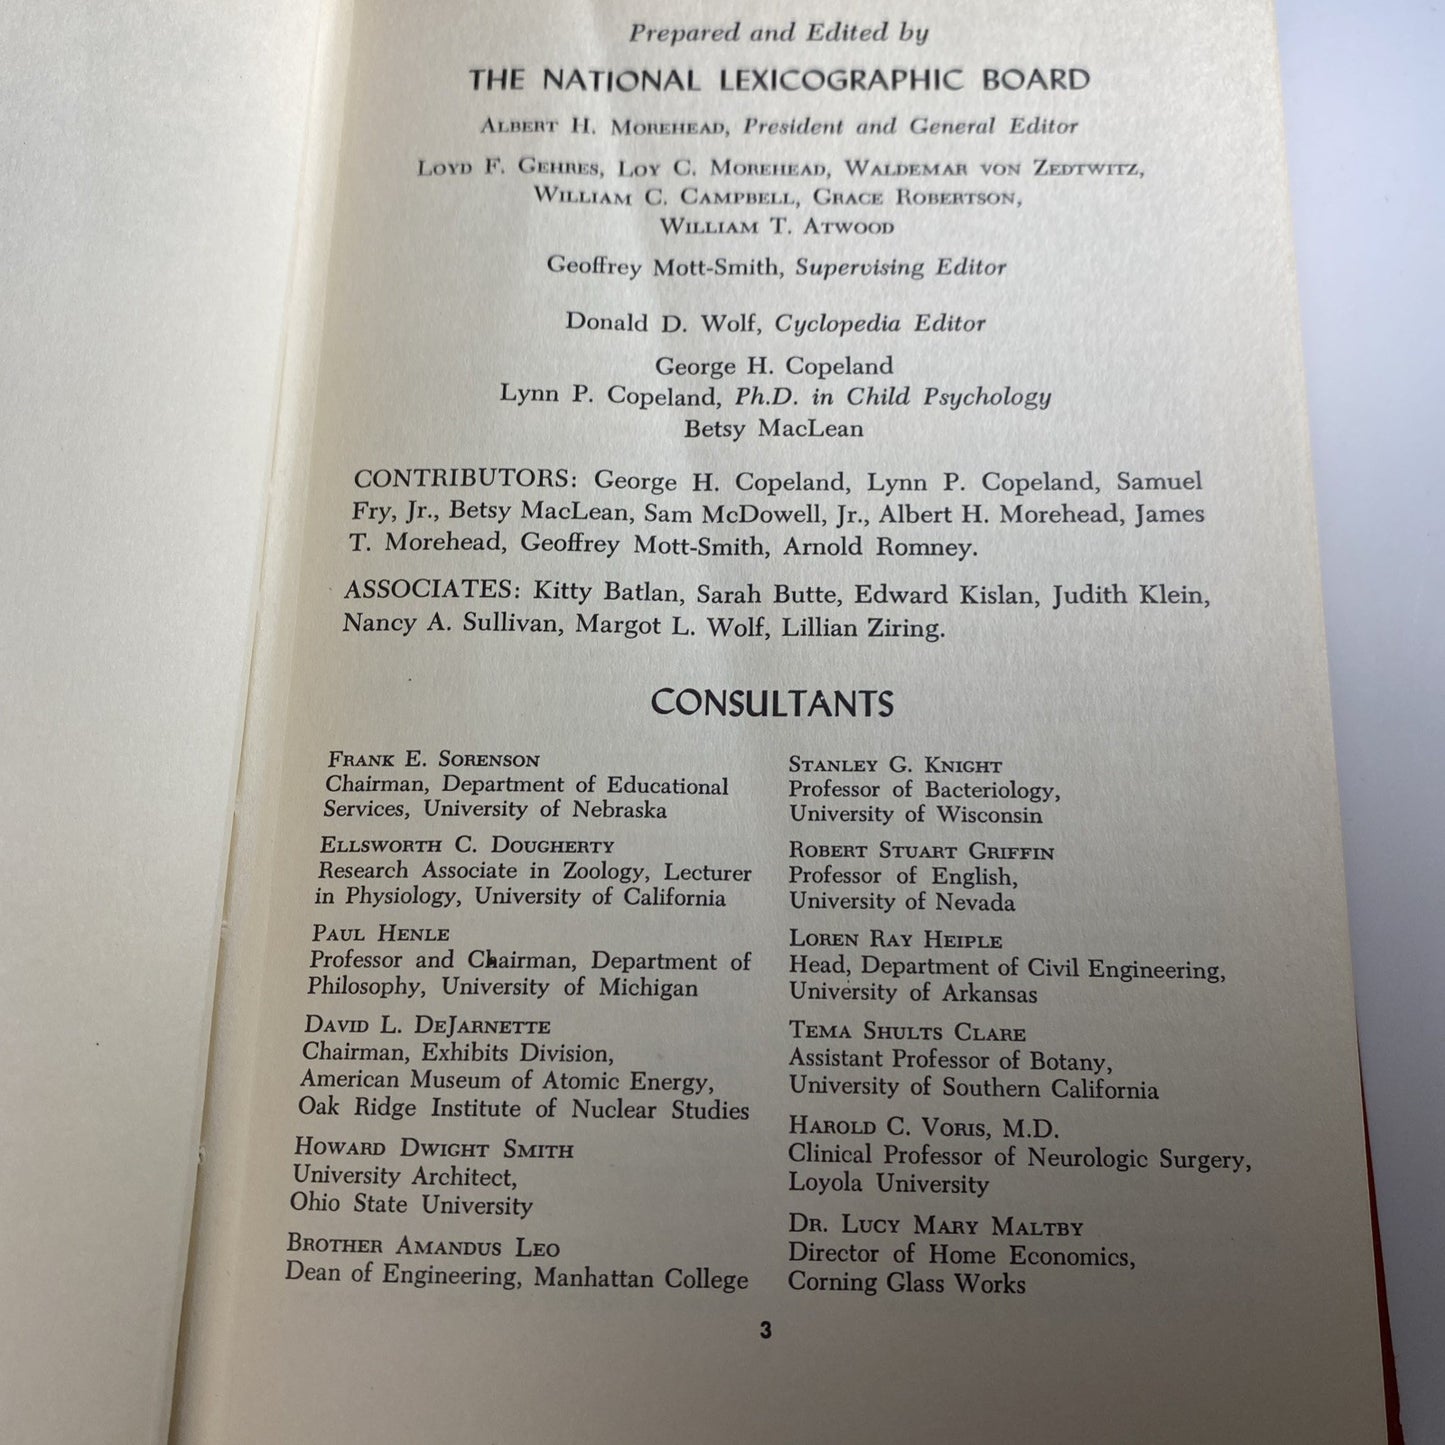 Prepared and Edited by
THE NATIONAL LEXICOGRAPHIC BOARD
ALBERT H. MOREHEAD, President and General Editor
LOYD F. GEHRES, LOY C. MOREHEAD, WALDEMAR VON ZEDTWITZ,
WILLIAM C. CAMPBELL, GRACE ROBERTSON,
WILLIAM T. ATWOOD
Geoffrey Mott-Smith, Supervising Editor
Donald D. Wolf, Cyclopedia Editor
George H. Copeland
Lynn P. Copeland, Ph.D. in Child Psychology
Betsy MacLean
CONTRIBUTORS: George H. Copeland, Lynn P. Copeland, Samuel
Fry, Jr., Betsy MacLean, Sam McDowell, Jr., Albert H. Morehead, James
T. Morehead, Geoffrey Mott-Smith, Arnold Romney.
ASSOCIATES: Kitty Batlan, Sarah Butte, Edward Kislan, Judith Klein,
Nancy A. Sullivan, Margot L. Wolf, Lillian Ziring.
CONSULTANTS
FRANK E. SORENSON
Chairman, Department of Educational
Services, University of Nebraska
ELLSWORTH C. DOUGHERTY
Research Associate in Zoology, Lecturer
in Physiology, University of California
PAUL HENLE
Professor and Chairman, Department of
Philosophy, University of Michigan
DAVID L. DEJARNETTE
Chairman, Exhibits Division,
American Museum of Atomic Energy,
Oak Ridge Institute of Nuclear Studies
HOWARD DWIGHT SMITH
University Architect,
Ohio State University
BROTHER AMANDUS LEO
Dean of Engineering, Manhattan College
STANLEY G. KNIGHT
Professor of Bacteriology,
University of Wisconsin
ROBERT STUART GRIFFIN
Professor of English,
University of Nevada
LOREN RAY HEIPLE
Head, Department of Civil Engineering,
University of Arkansas
TEMA SHULTS CLARE
Assistant Professor of Botany,
University of Southern California
HAROLD C. VORIS, M.D.
Clinical Professor of Neurologic Surgery,
Loyola University
DR. LUCY MARY MALTBY
Director of Home Economics,
Corning Glass Works
3